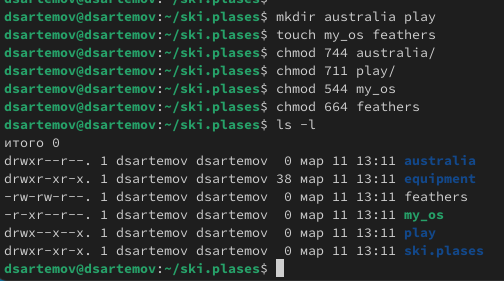 dsartemov@dsartemov:~/ski.plases$ mkdir australia play
dsartemov@dsartemov:~/ski.plases$ touch my_os feathers
dsartemov@dsartemov:~/ski.plases$ chmod 744 australia/
dsartemov@dsartemov:~/ski.plases$ chmod 711 play/
dsartemov@dsartemov:~/ski.plases$ chmod 544 my_os
dsartemov@dsartemov:~/ski.plases$ chmod 664 feathers
dsartemov@dsartemov:~/ski.plases$ ls -l
итого 0
drwxr--r--. 1 dsartemov dsartemov  0 мар 11 13:11 australia
drwxr-xr-x. 1 dsartemov dsartemov 38 мар 11 13:11 equipment
-rw-rw-r--. 1 dsartemov dsartemov  0 мар 11 13:11 feathers
-r-xr--r--. 1 dsartemov dsartemov  0 мар 11 13:11 my_os
drwx--x--x. 1 dsartemov dsartemov  0 мар 11 13:11 play
drwxr-xr-x. 1 dsartemov dsartemov  0 мар 11 13:11 ski.plases
dsartemov@dsartemov:~/ski.plases$